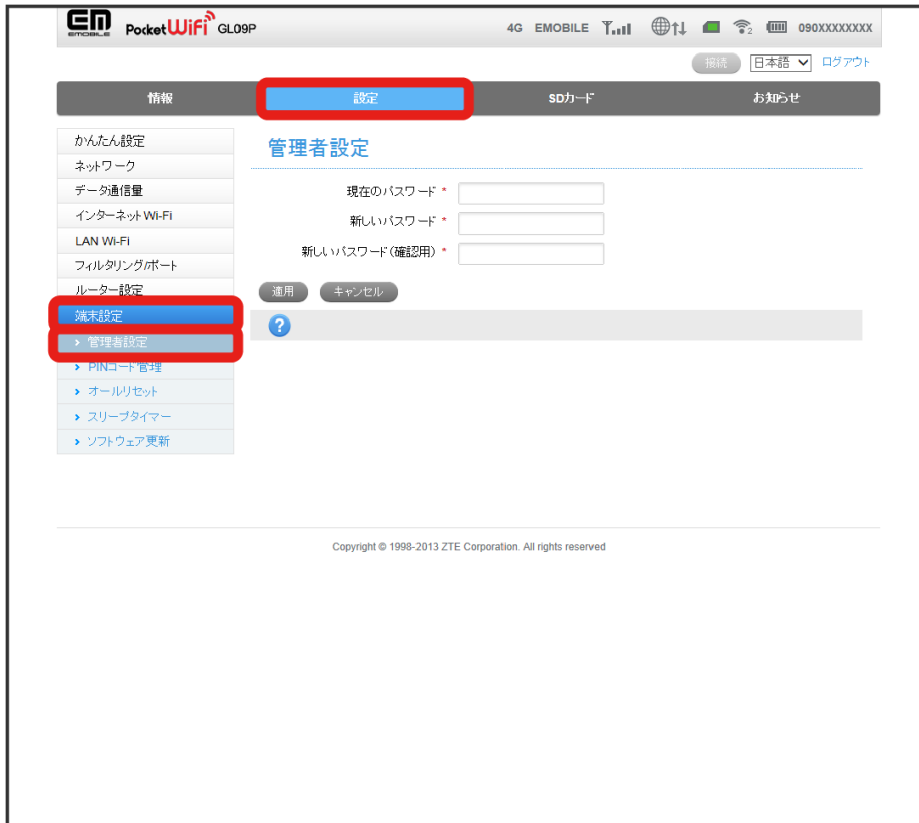 EM
EMOBILE
Pocket WiFi GL09P
4G EMOBILE 2 090XXXXXXXX
接続 日本語 ログアウト
情報 設定 SDカード お知らせ
かんたん設定
ネットワーク
データ通信量
インターネットWi-Fi
LAN Wi-Fi
フィルタリング/ポート
ルーター設定
端末設定
› 管理者設定
› PINコード管理
› オールリセット
› スリープタイマー
› ソフトウェア更新
管理者設定
現在のパスワード *
新しいパスワード *
新しいパスワード(確認用) *
適用 キャンセル
?
Copyright © 1998-2013 ZTE Corporation. All rights reserved